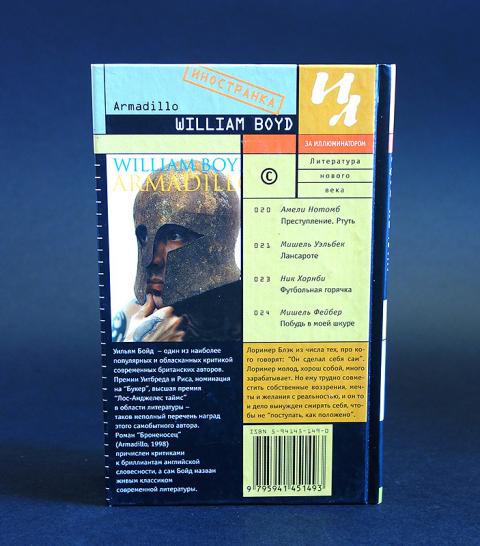 ИНОСТРАНКА
Armadillo
WILLIAM BOYD
ИЛ
ЗА ИЛЛЮМИНАТОРОМ
Литература
нового
века
WILLIAM BOY
ARMADILL
©
020 Амели Нотомб
Преступление. Ртуть
021 Мишель Уэльбек
Лансароте
023 Ник Хорнби
Футбольная горячка
024 Мишель Фейбер
Побудь в моей шкуре
Уильям Бойд – один из наиболее
популярных и обласканных критикой
современных британских авторов.
Премии Уитбреда и Риса, номинация
на "Букер", высшая премия
"Лос-Анджелес таймс"
в области литературы –
таков неполный перечень наград
этого самобытного автора.
Роман "Броненосец"
(Armadillo, 1998)
причислен критиками
к бриллиантам английской
словесности, а сам Бойд назван
живым классиком
современной литературы.
Лоример Блэк из числа тех, про ко-
го говорят: "Он сделал себя сам".
Лоример молод, хорош собой, много
зарабатывает. Но ему трудно совме-
стить собственные воззрения, меч-
ты и желания с реальностью, и он то
и дело вынужден смирять себя, что-
бы не "поступать, как положено".
ISBN 5-94145-149-0
9 795941 451493